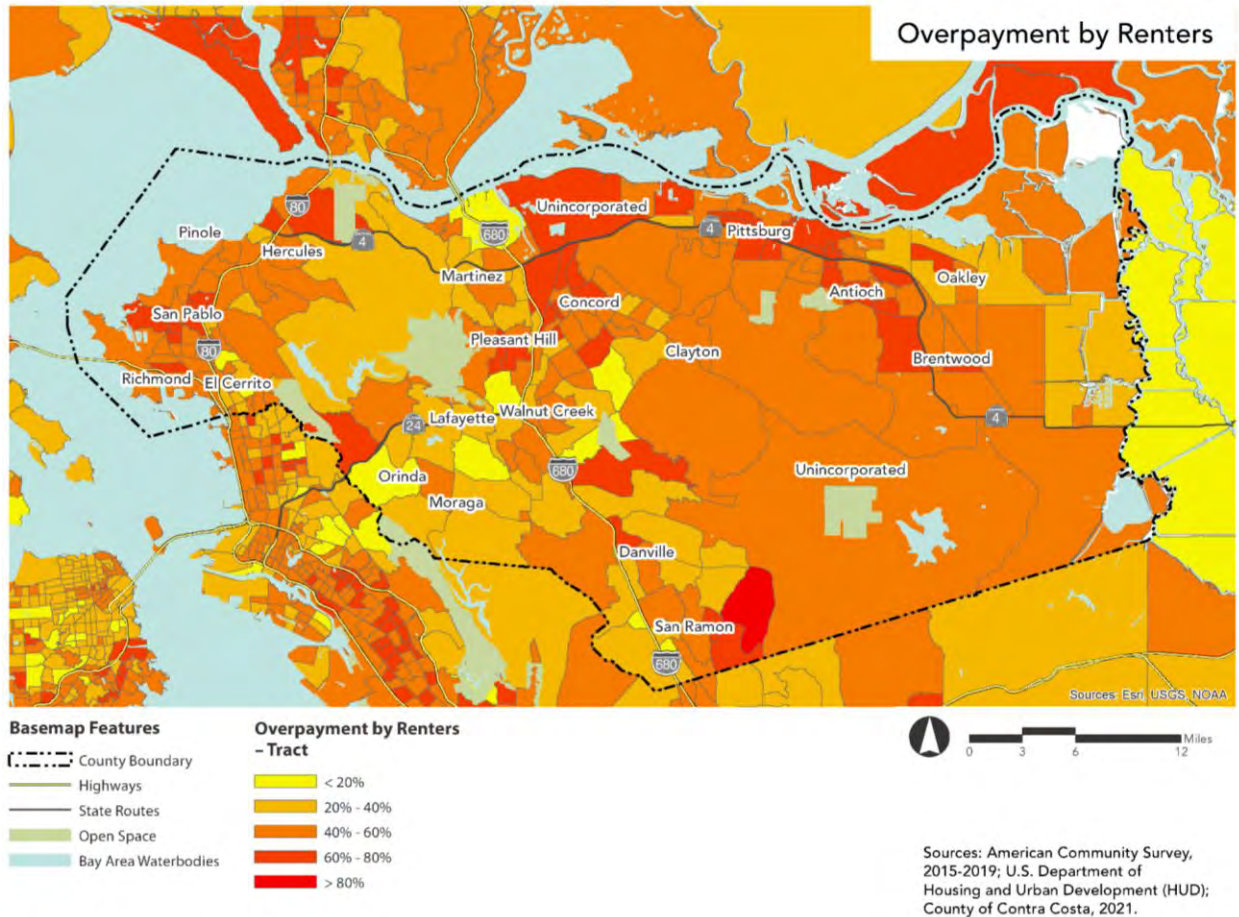 Overpayment by Renters
Unincorporated
80
Pinole
4
Pittsburg
680
4
Hercules
Martinez
Oakley
Antioch
Concord
San Pablo
Pleasant Hill
80
Clayton
Brentwood
Richmond
El Cerrito
Lafayette
Walnut Creek
24
4
680
Unincorporated
Orinda
Moraga
Danville
San Ramon
680
Sources: Esri, USGS, NOAA
Basemap Features
County Boundary
Highways
State Routes
Open Space
Bay Area Waterbodies
Overpayment by Renters
– Tract
< 20%
20% - 40%
40% - 60%
60% - 80%
> 80%
Miles
0 3 6 12
Sources: American Community Survey,
2015-2019; U.S. Department of
Housing and Urban Development (HUD);
County of Contra Costa, 2021.